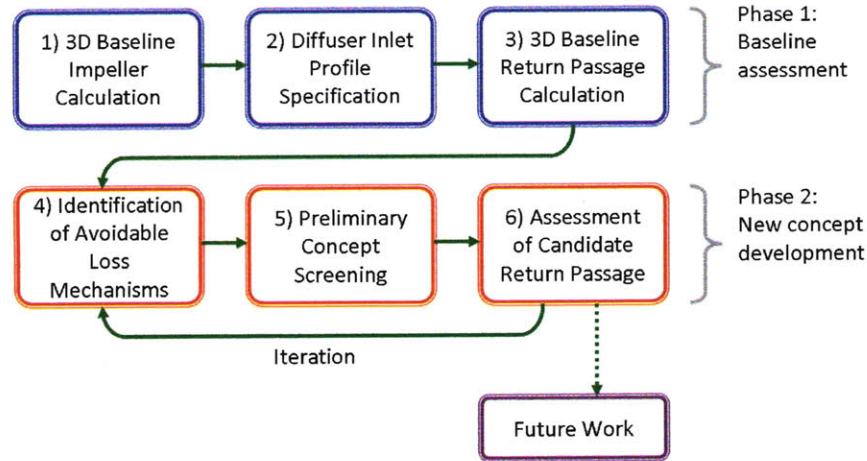 1) 3D Baseline
Impeller
Calculation
2) Diffuser Inlet
Profile
Specification
3) 3D Baseline
Return Passage
Calculation
Phase 1:
Baseline
assessment
4) Identification
of Avoidable
Loss
Mechanisms
5) Preliminary
Concept
Screening
6) Assessment
of Candidate
Return Passage
Phase 2:
New concept
development
Iteration
Future Work